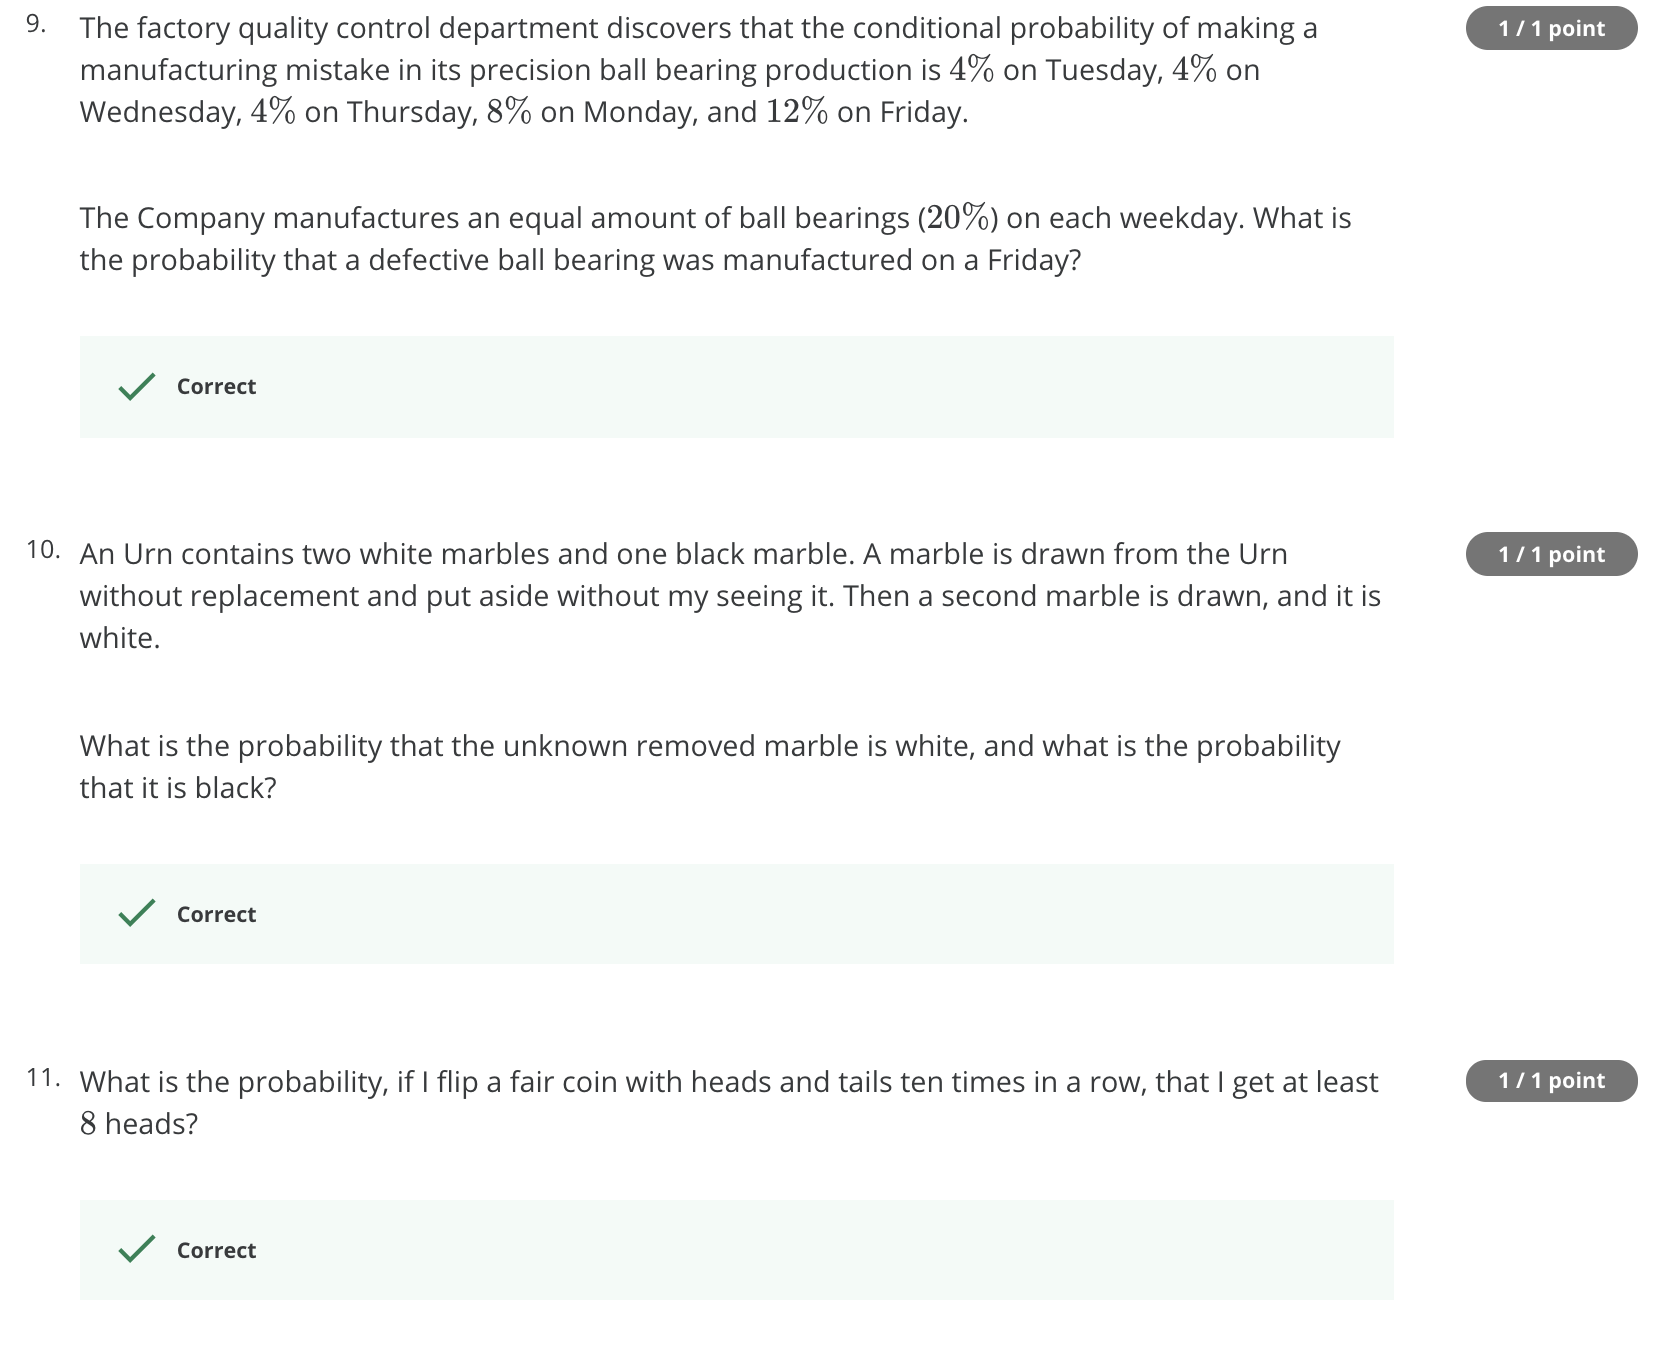 9. The factory quality control department discovers that the conditional probability of making a
1 / 1 point
manufacturing mistake in its precision ball bearing production is 4% on Tuesday, 4% on
Wednesday, 4% on Thursday, 8% on Monday, and 12% on Friday.
The Company manufactures an equal amount of ball bearings (20%) on each weekday. What is
the probability that a defective ball bearing was manufactured on a Friday?
Correct
10. An Urn contains two white marbles and one black marble. A marble is drawn from the Urn
1 / 1 point
without replacement and put aside without my seeing it. Then a second marble is drawn, and it is
white.
What is the probability that the unknown removed marble is white, and what is the probability
that it is black?
Correct
11. What is the probability, if I flip a fair coin with heads and tails ten times in a row, that I get at least
1 / 1 point
8 heads?
Correct